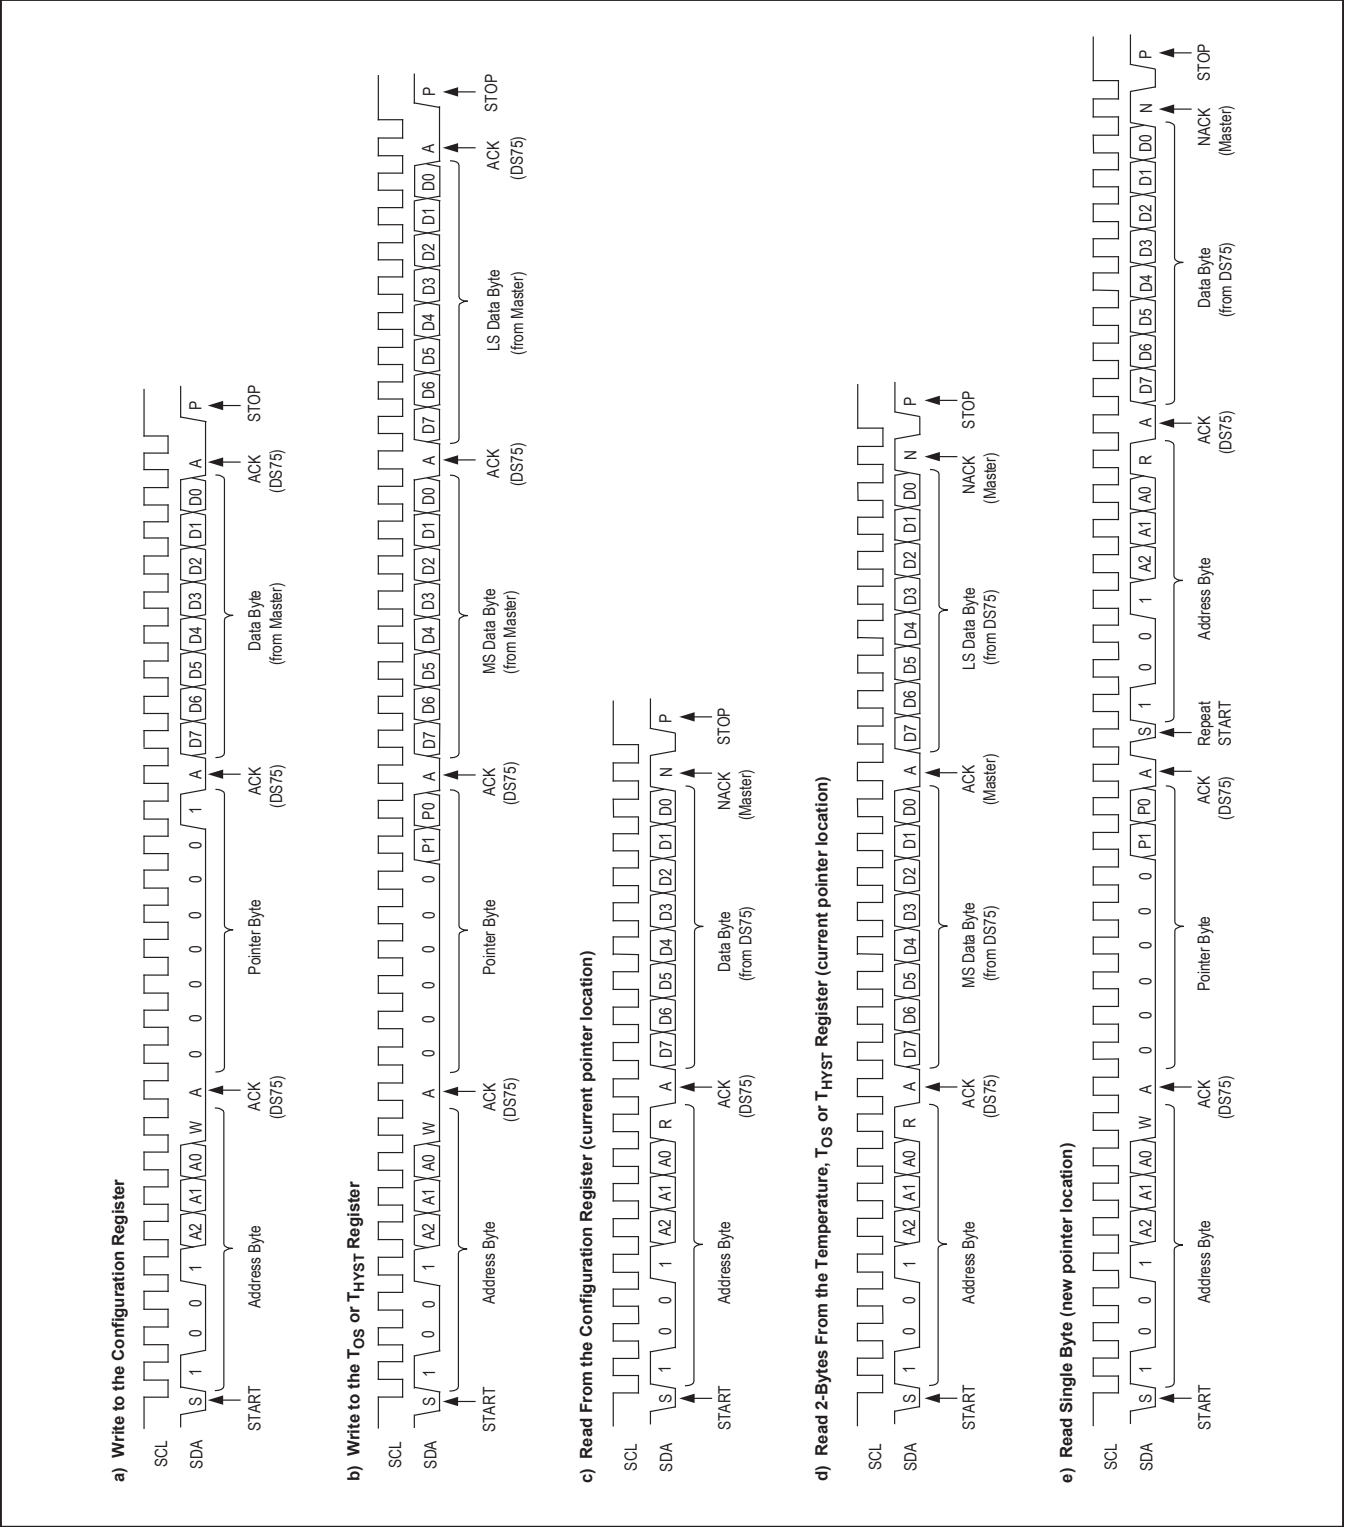 a) Write to the Configuration Register
SCL
SDA S 1 0 0 1 A2 A1 A0 W A 0 0 0 0 0 0 0 1 A D7 D6 D5 D4 D3 D2 D1 D0 A P
START Address Byte ACK Pointer Byte ACK Data Byte ACK STOP
(DS75) (DS75) (from Master) (DS75)
b) Write to the TOS or THYST Register
SCL
SDA S 1 0 0 1 A2 A1 A0 W A 0 0 0 0 0 0 P1 P0 A D7 D6 D5 D4 D3 D2 D1 D0 A D7 D6 D5 D4 D3 D2 D1 D0 A P
START Address Byte ACK Pointer Byte ACK MS Data Byte ACK LS Data Byte ACK STOP
(DS75) (DS75) (from Master) (DS75) (from Master) (DS75)
c) Read From the Configuration Register (current pointer location)
SCL
SDA S 1 0 0 1 A2 A1 A0 R A D7 D6 D5 D4 D3 D2 D1 D0 N P
START Address Byte ACK Data Byte NACK STOP
(DS75) (from DS75) (Master)
d) Read 2-Bytes From the Temperature, TOS or THYST Register (current pointer location)
SCL
SDA S 1 0 0 1 A2 A1 A0 R A D7 D6 D5 D4 D3 D2 D1 D0 A D7 D6 D5 D4 D3 D2 D1 D0 N P
START Address Byte ACK MS Data Byte ACK LS Data Byte NACK STOP
(DS75) (from DS75) (Master) (from DS75) (Master)
e) Read Single Byte (new pointer location)
SCL
SDA S 1 0 0 1 A2 A1 A0 W A 0 0 0 0 0 0 P1 P0 A S 1 0 0 1 A2 A1 A0 R A D7 D6 D5 D4 D3 D2 D1 D0 N P
START Address Byte ACK Pointer Byte ACK Repeat Address Byte ACK Data Byte NACK STOP
(DS75) (DS75) START (DS75) (from DS75) (Master)